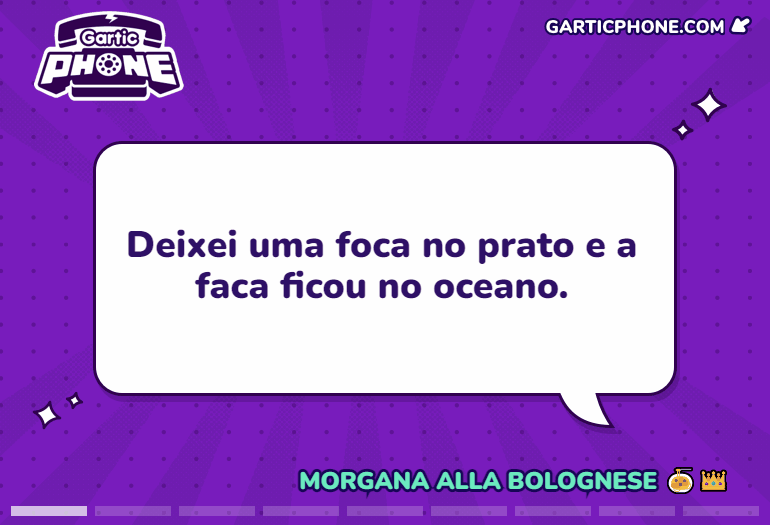 Gartic
PHONE
GARTICPHONE.COM
Deixei uma foca no prato e a
faca ficou no oceano.
MORGANA ALLA BOLOGNESE